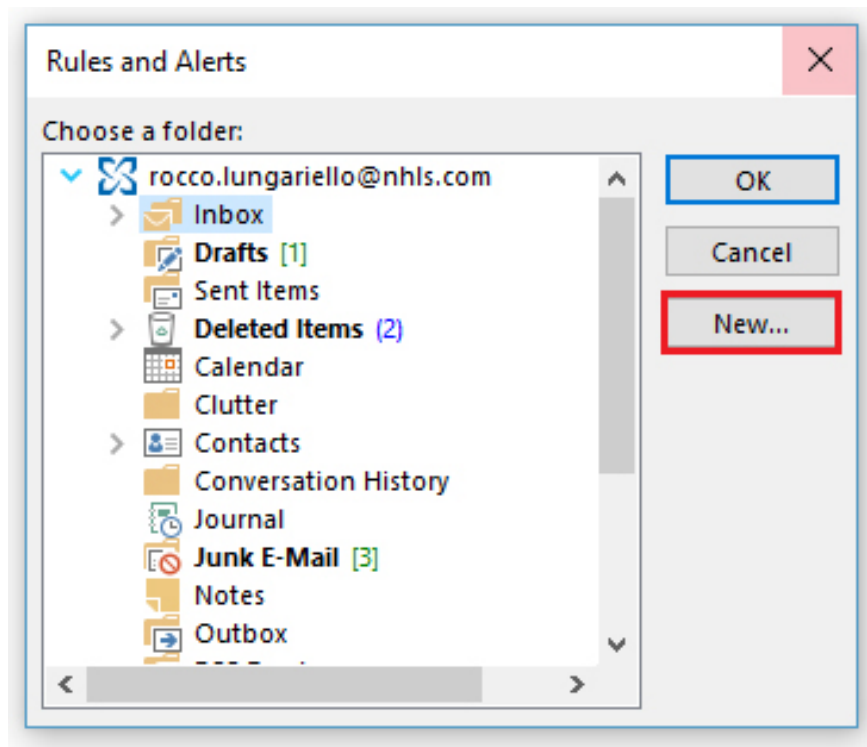 Rules and Alerts
Choose a folder:
rocco.lungariello@nhls.com
OK
Inbox
Drafts [1]
Cancel
Sent Items
New...
Deleted Items (2)
Calendar
Clutter
Contacts
Conversation History
Journal
Junk E-Mail [3]
Notes
Outbox